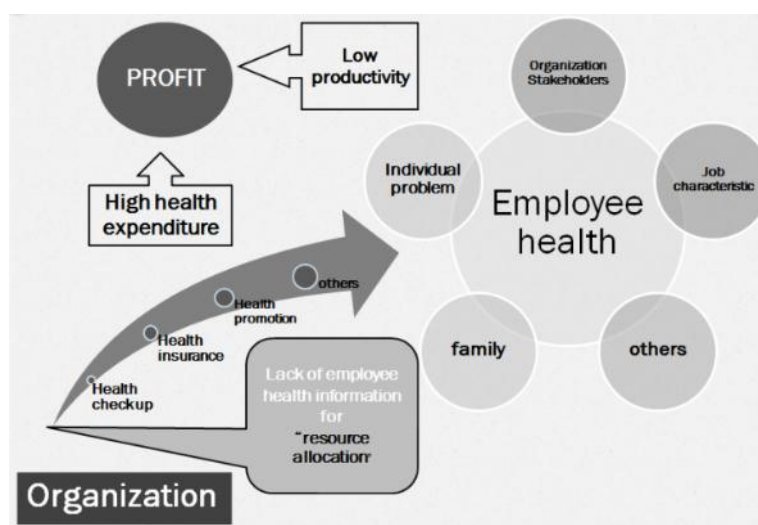 PROFIT
Low
productivity
High health
expenditure
Organization
Stakeholders
Individual
problem
Job
characteristic
Employee
health
family
others
others
Health
promotion
Health
insurance
Health
checkup
Lack of employee
health information
for
"resource
allocation"
Organization